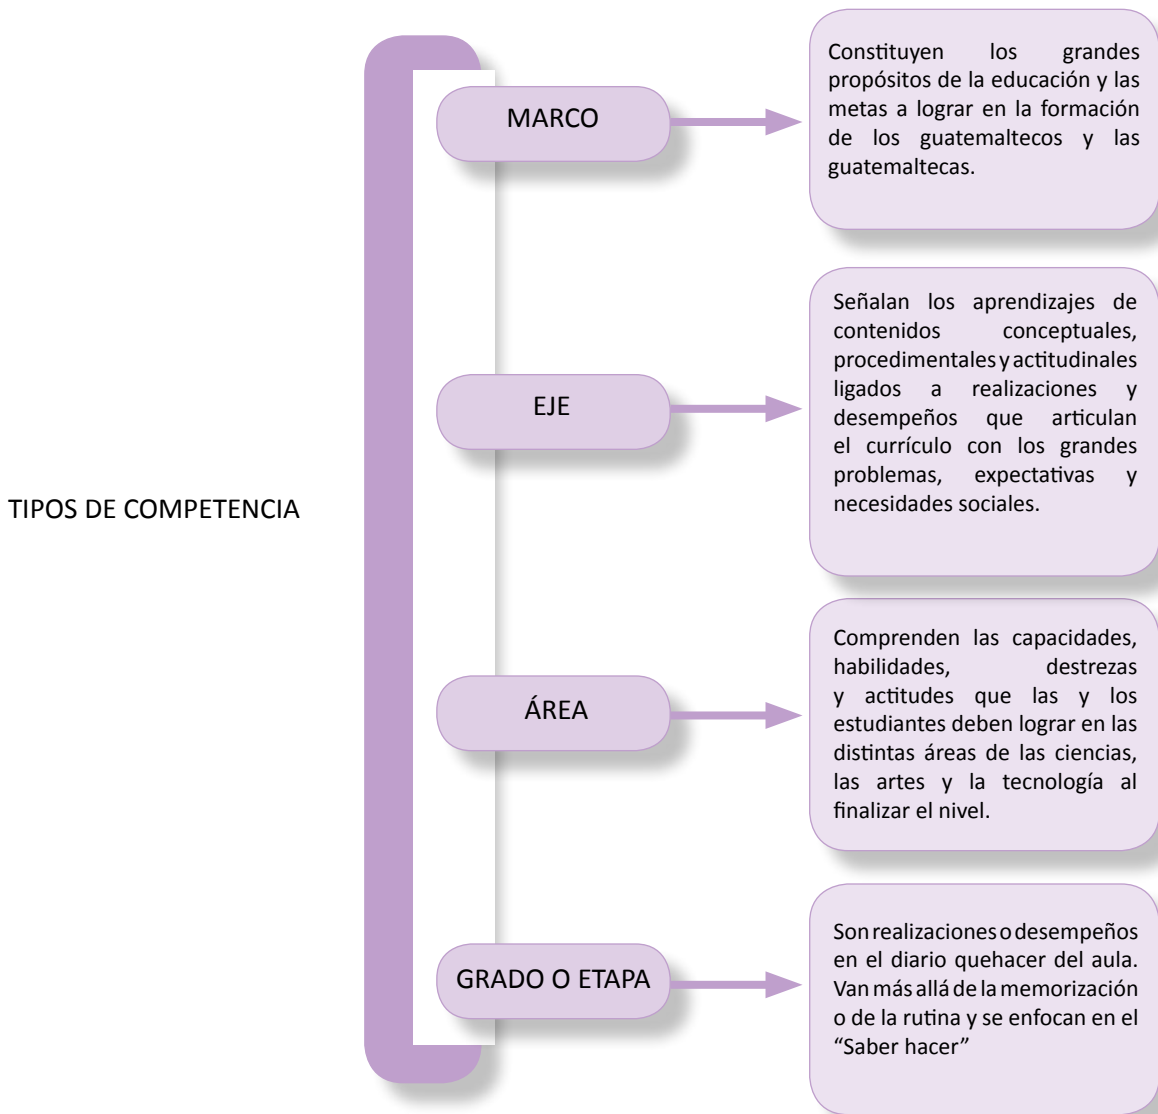 TIPOS DE COMPETENCIA
MARCO
Constituyen los grandes
propósitos de la educación y las
metas a lograr en la formación
de los guatemaltecos y las
guatemaltecas.
EJE
Señalan los aprendizajes de
contenidos conceptuales,
procedimentales y actitudinales
ligados a realizaciones y
desempeños que articulan
el currículo con los grandes
problemas, expectativas y
necesidades sociales.
ÁREA
Comprenden las capacidades,
habilidades, destrezas
y actitudes que las y los
estudiantes deben lograr en las
distintas áreas de las ciencias,
las artes y la tecnología al
finalizar el nivel.
GRADO O ETAPA
Son realizaciones o desempeños
en el diario quehacer del aula.
Van más allá de la memorización
o de la rutina y se enfocan en el
“Saber hacer”